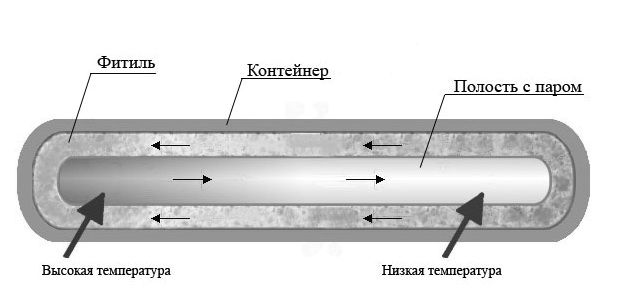 Фитиль
Контейнер
Полость с паром
Высокая температура
Низкая температура